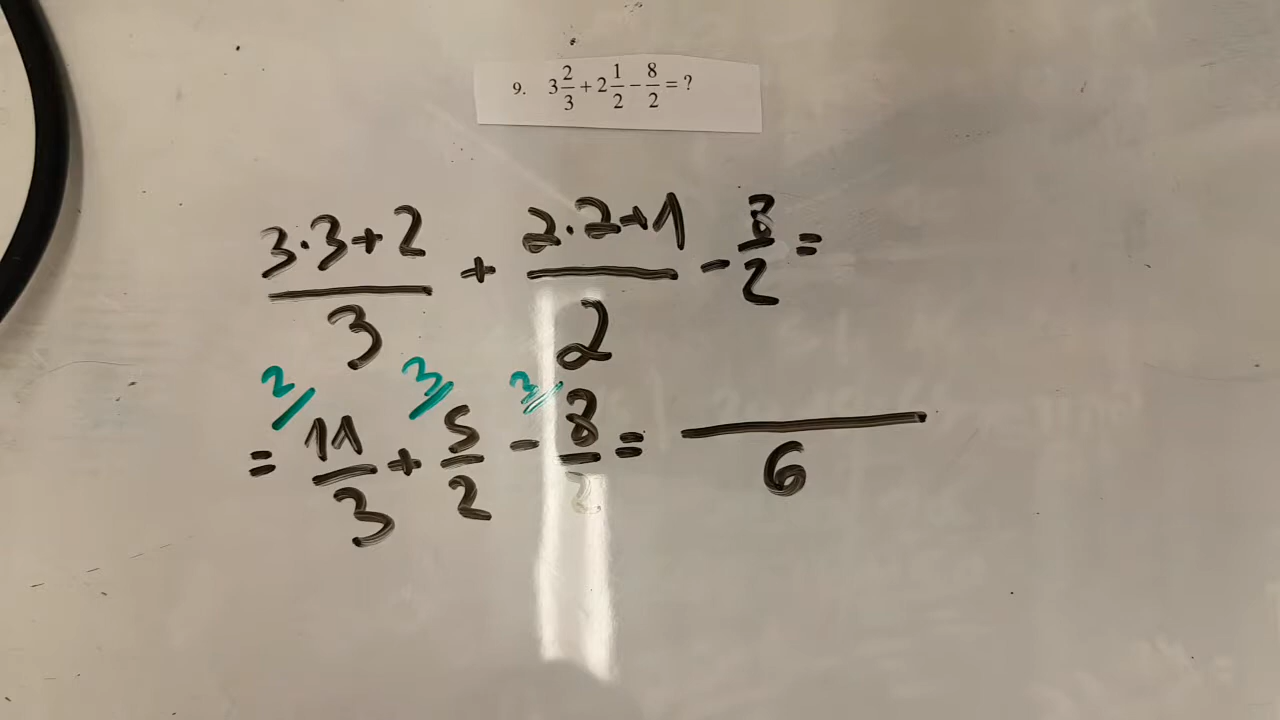 9. 3 2/3 + 2 1/2 − 8/2 = ?
(3·3+2)/3 + (2·2+1)/2 - 8/2 =
2/ 3/ 3/
= 11/3 + 5/2 - 8/2 = /6